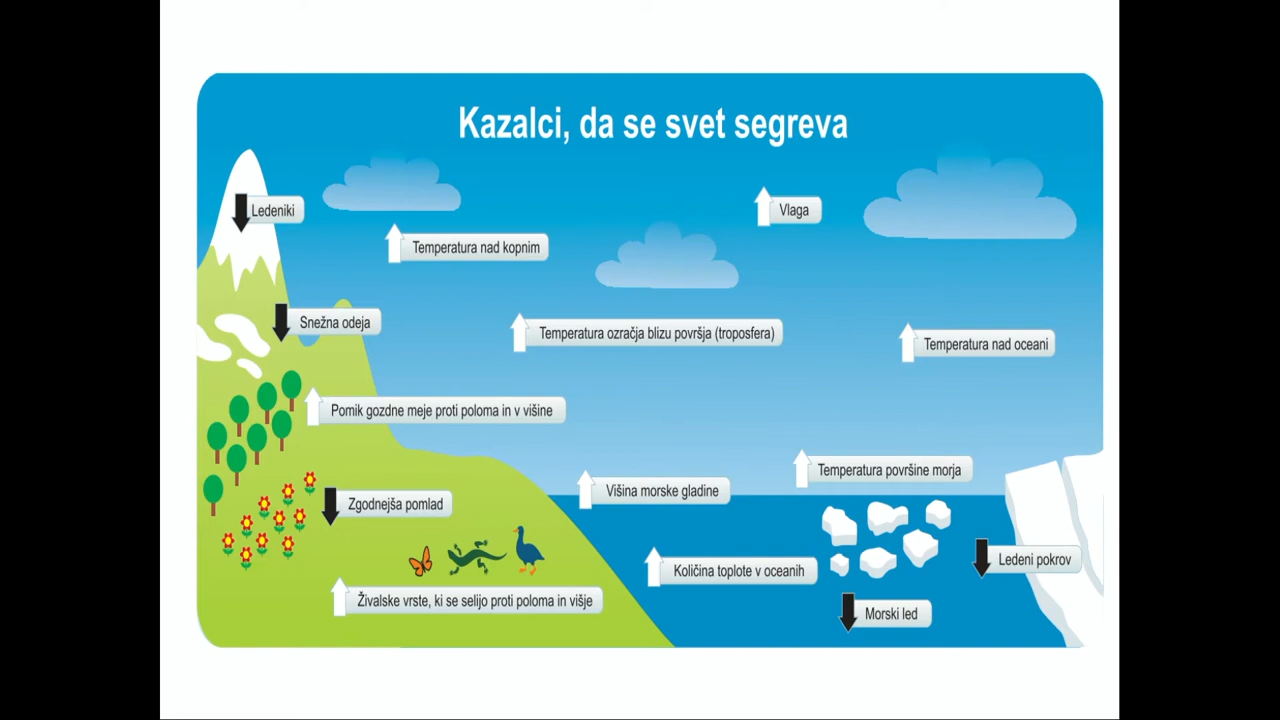 Kazalci, da se svet segreva
Ledeniki
Vlaga
Temperatura nad kopnim
Snežna odeja
Temperatura ozračja blizu površja (troposfera)
Temperatura nad oceani
Pomik gozdne meje proti poloma in v višine
Temperatura površine morja
Višina morske gladine
Zgodnejša pomlad
Ledeni pokrov
Količina toplote v oceanih
Živalske vrste, ki se selijo proti poloma in višje
Morski led